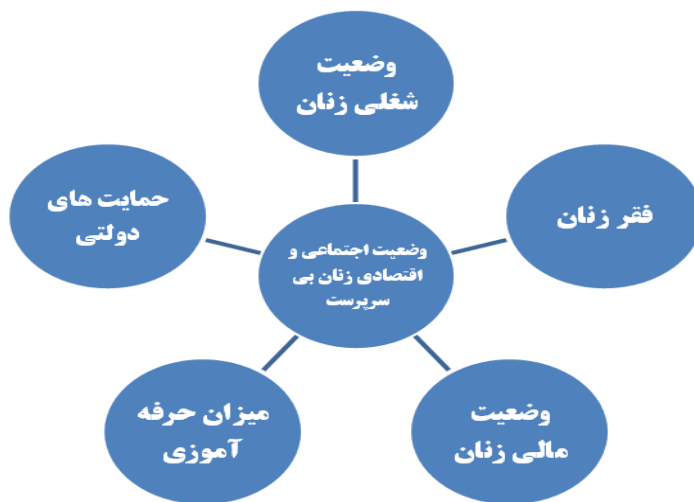 وضعیت
شغلی زنان
فقر زنان
حمایت های
دولتی
وضعیت اجتماعی و
اقتصادی زنان بی
سرپرست
وضعیت
مالی زنان
میزان حرفه
آموزی